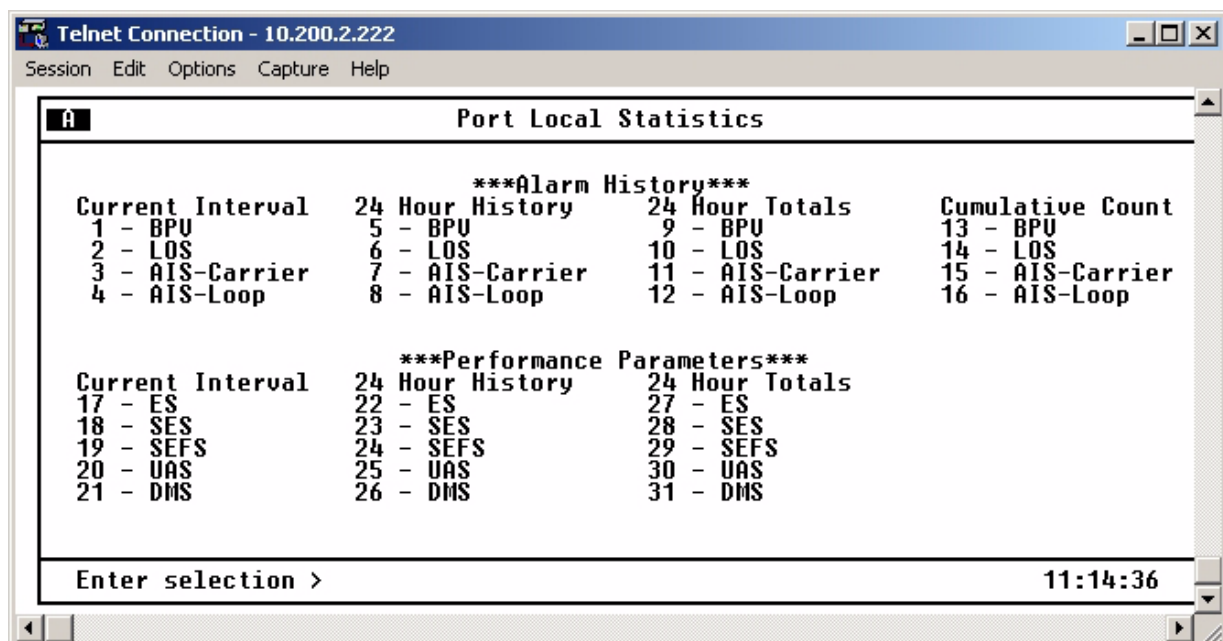 Telnet Connection - 10.200.2.222
Session Edit Options Capture Help
A Port Local Statistics
***Alarm History***
Current Interval 24 Hour History 24 Hour Totals Cumulative Count
1 - BPV 5 - BPV 9 - BPV 13 - BPV
2 - LOS 6 - LOS 10 - LOS 14 - LOS
3 - AIS-Carrier 7 - AIS-Carrier 11 - AIS-Carrier 15 - AIS-Carrier
4 - AIS-Loop 8 - AIS-Loop 12 - AIS-Loop 16 - AIS-Loop
***Performance Parameters***
Current Interval 24 Hour History 24 Hour Totals
17 - ES 22 - ES 27 - ES
18 - SES 23 - SES 28 - SES
19 - SEFS 24 - SEFS 29 - SEFS
20 - UAS 25 - UAS 30 - UAS
21 - DMS 26 - DMS 31 - DMS
Enter selection > 11:14:36